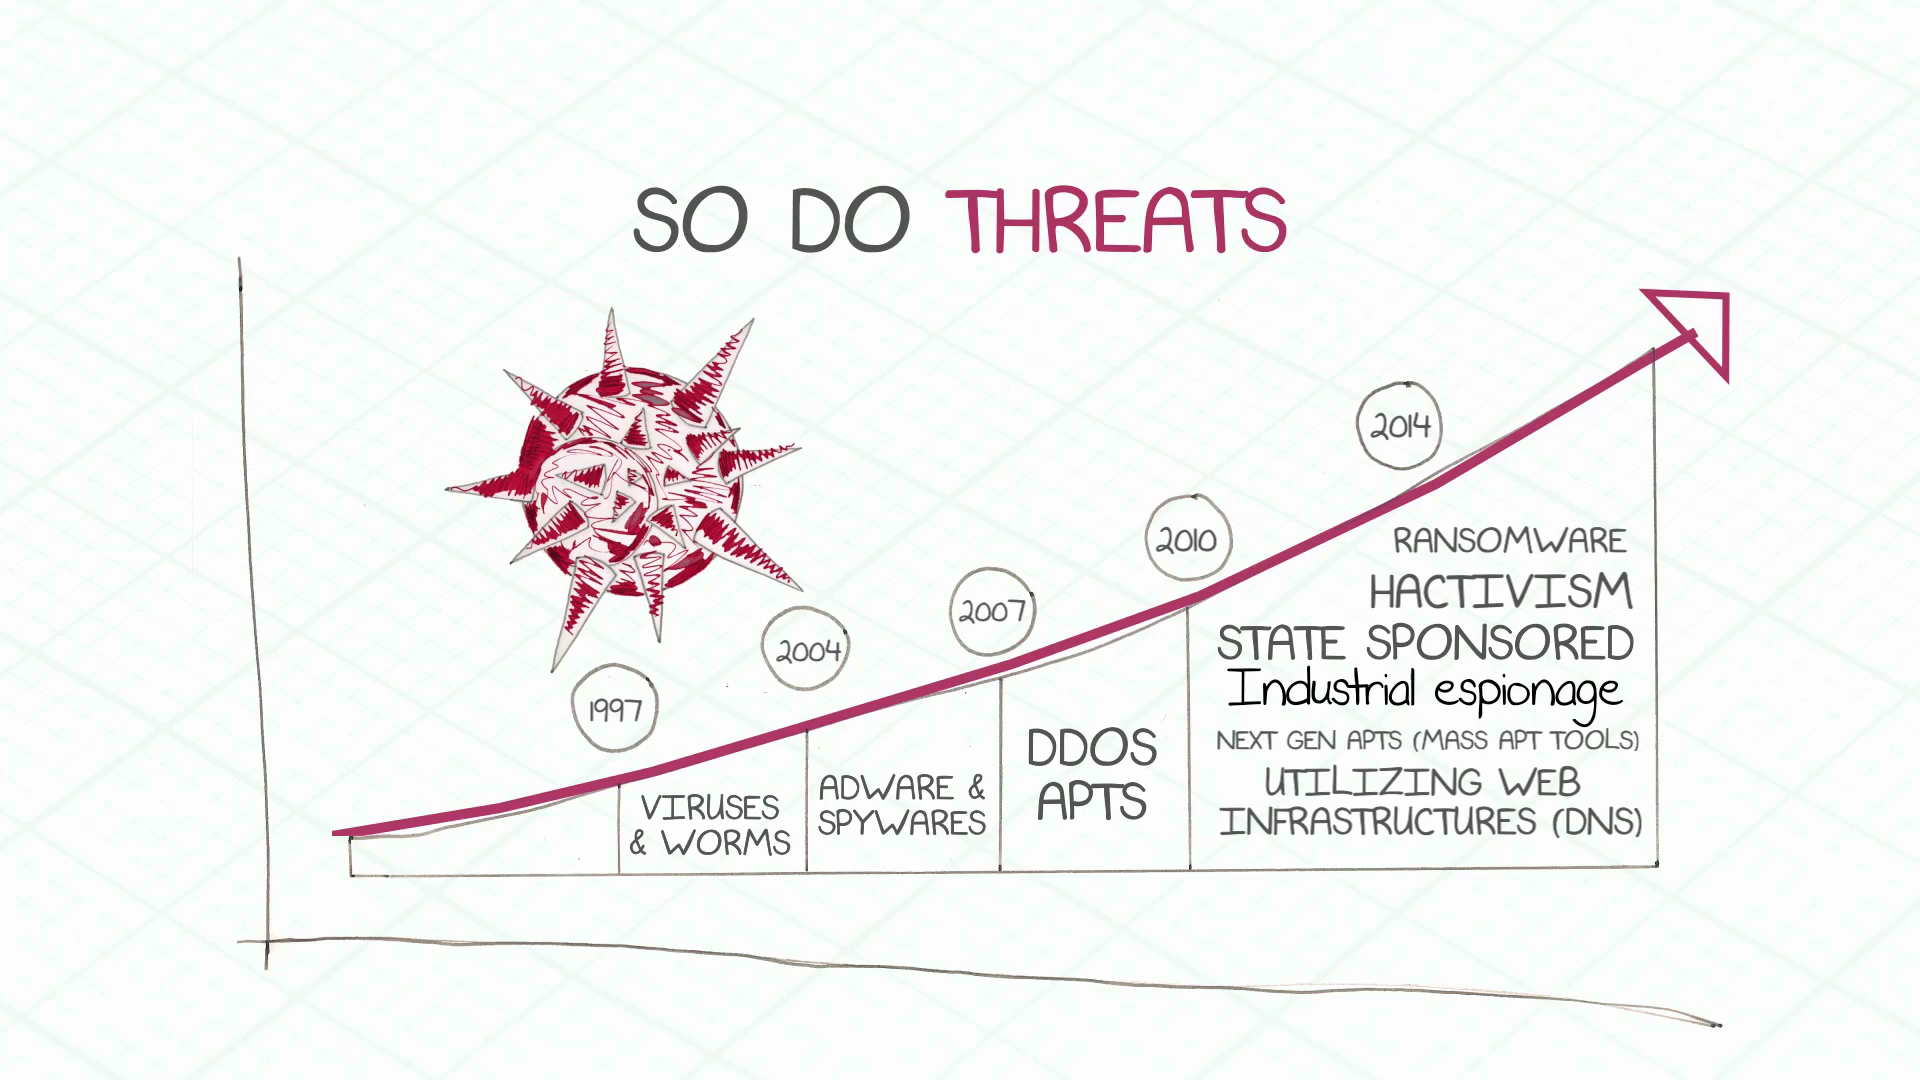 SO DO THREATS
1997
2004
2007
2010
2014
VIRUSES
& WORMS
ADWARE &
SPYWARES
DDOS
APTS
RANSOMWARE
HACTIVISM
STATE SPONSORED
Industrial espionage
NEXT GEN APTS (MASS APT TOOLS)
UTILIZING WEB
INFRASTRUCTURES (DNS)